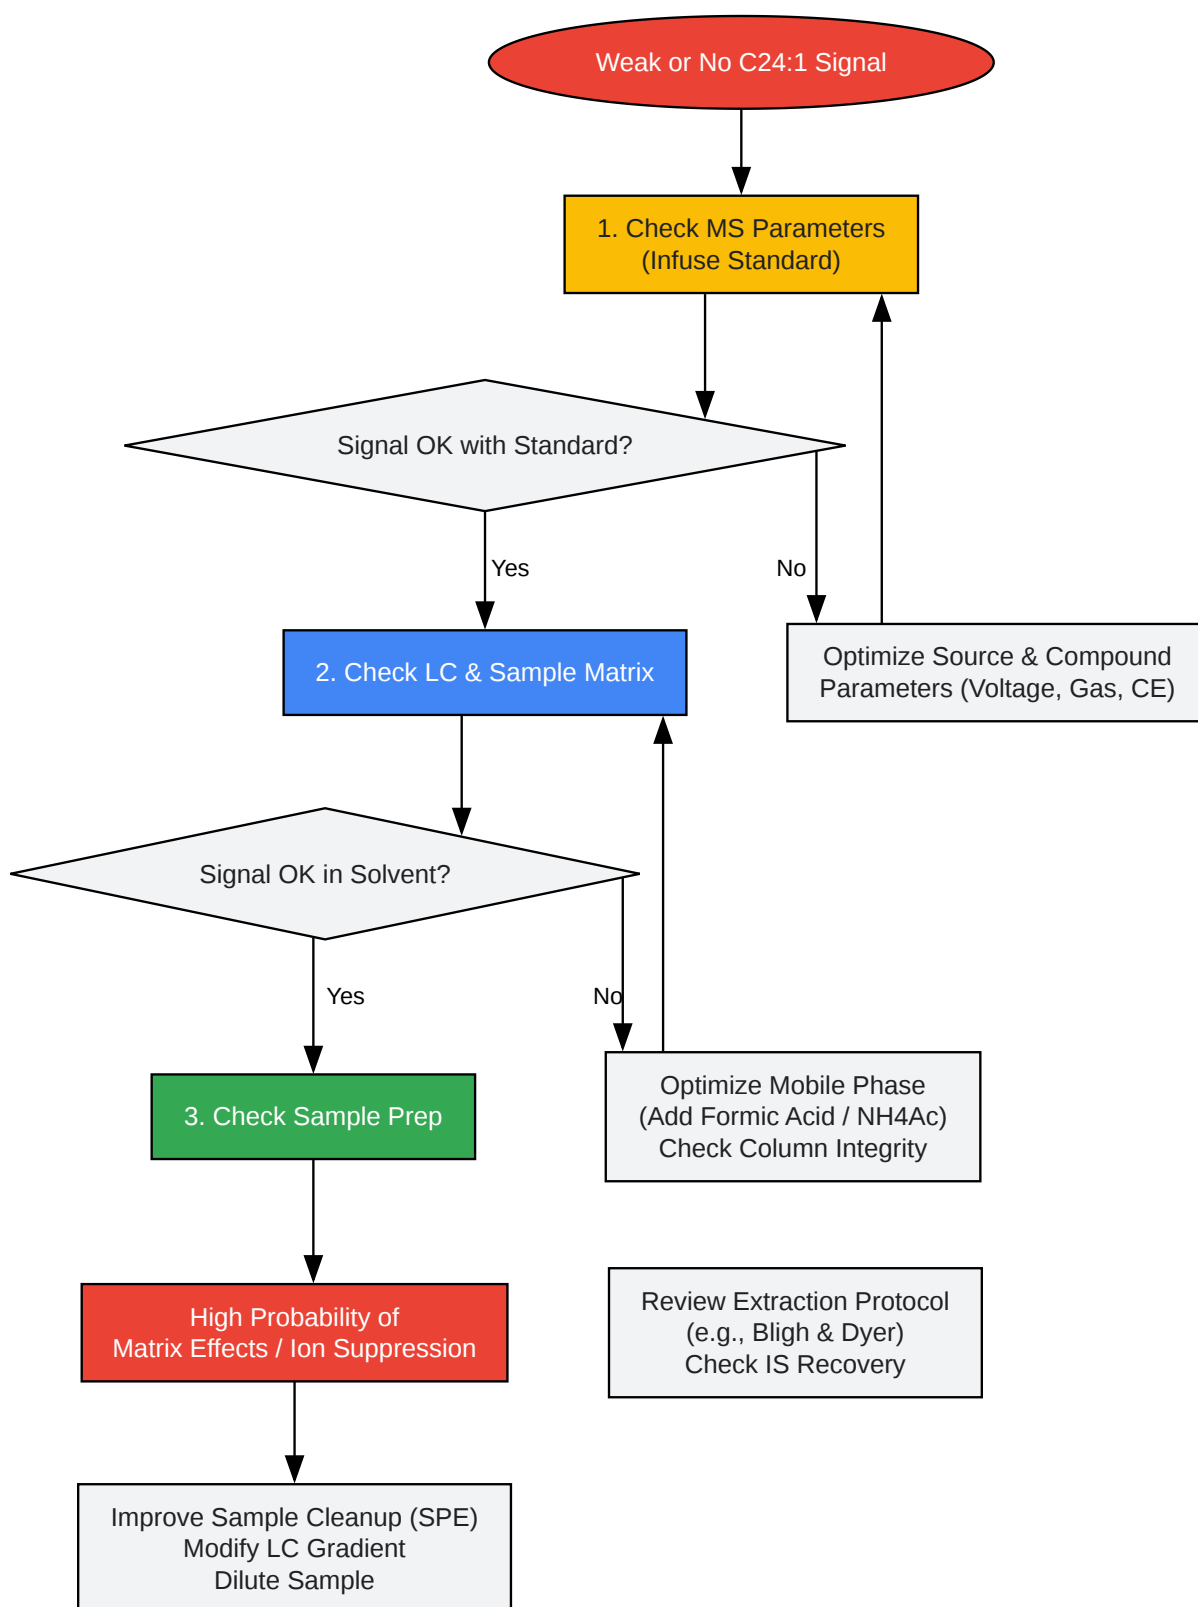 Weak or No C24:1 Signal
1. Check MS Parameters
(Infuse Standard)
Signal OK with Standard?
Yes
No
Optimize Source & Compound
Parameters (Voltage, Gas, CE)
2. Check LC & Sample Matrix
Signal OK in Solvent?
Yes
No
Optimize Mobile Phase
(Add Formic Acid / NH4Ac)
Check Column Integrity
3. Check Sample Prep
High Probability of
Matrix Effects / Ion Suppression
Review Extraction Protocol
(e.g., Bligh & Dyer)
Check IS Recovery
Improve Sample Cleanup (SPE)
Modify LC Gradient
Dilute Sample